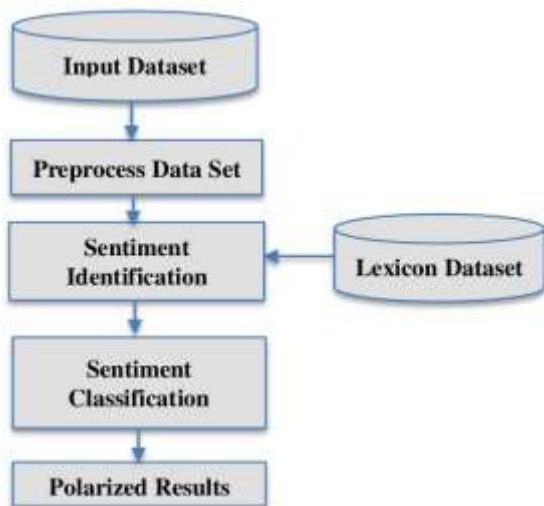 Input Dataset
Preprocess Data Set
Sentiment
Identification
Lexicon Dataset
Sentiment
Classification
Polarized Results